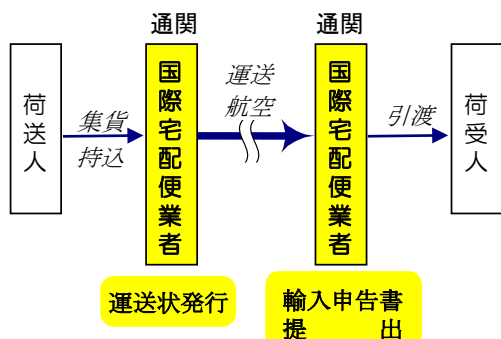 通関
通関
荷送人
集貨
持込
国際宅配便業者
運送
航空
国際宅配便業者
引渡
荷受人
運送状発行
輸入申告書
提　　出